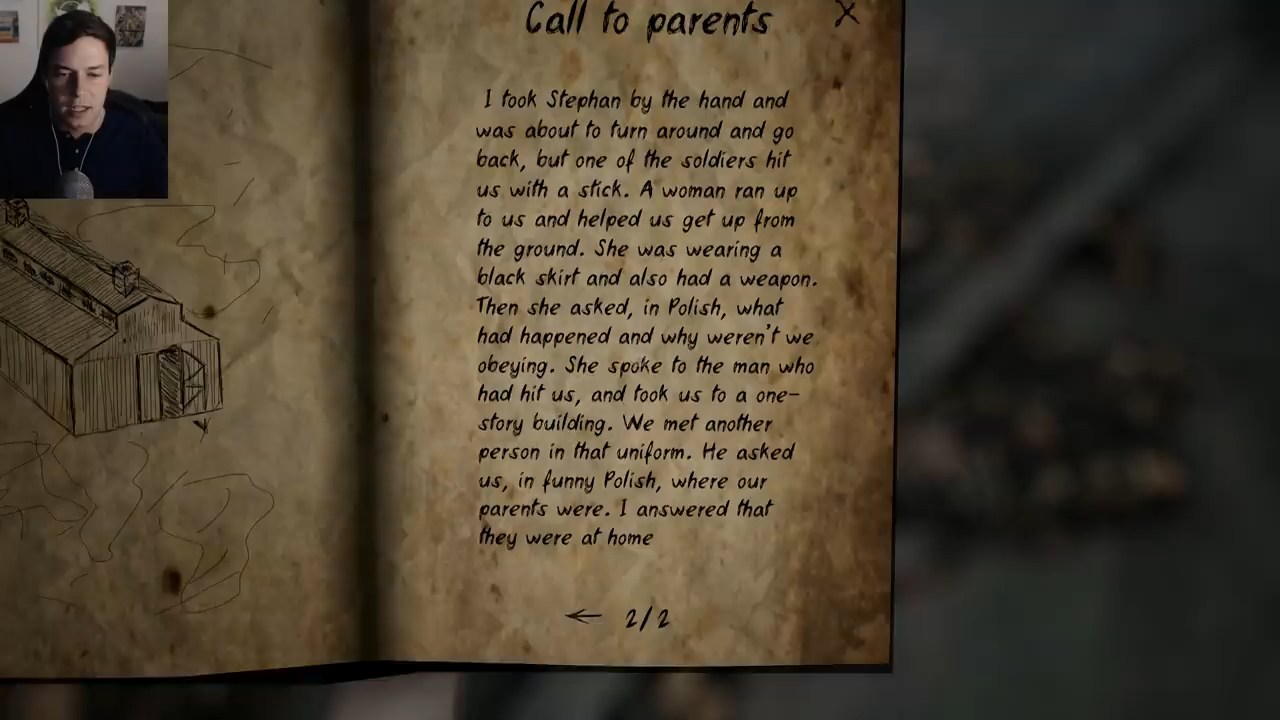 Call to parents
I took Stephan by the hand and
was about to turn around and go
back, but one of the soldiers hit
us with a stick. A woman ran up
to us and helped us get up from
the ground. She was wearing a
black skirt and also had a weapon.
Then she asked, in Polish, what
had happened and why weren't we
obeying. She spoke to the man who
had hit us, and took us to a one-
story building. We met another
person in that uniform. He asked
us, in funny Polish, where our
parents were. I answered that
they were at home
2/2